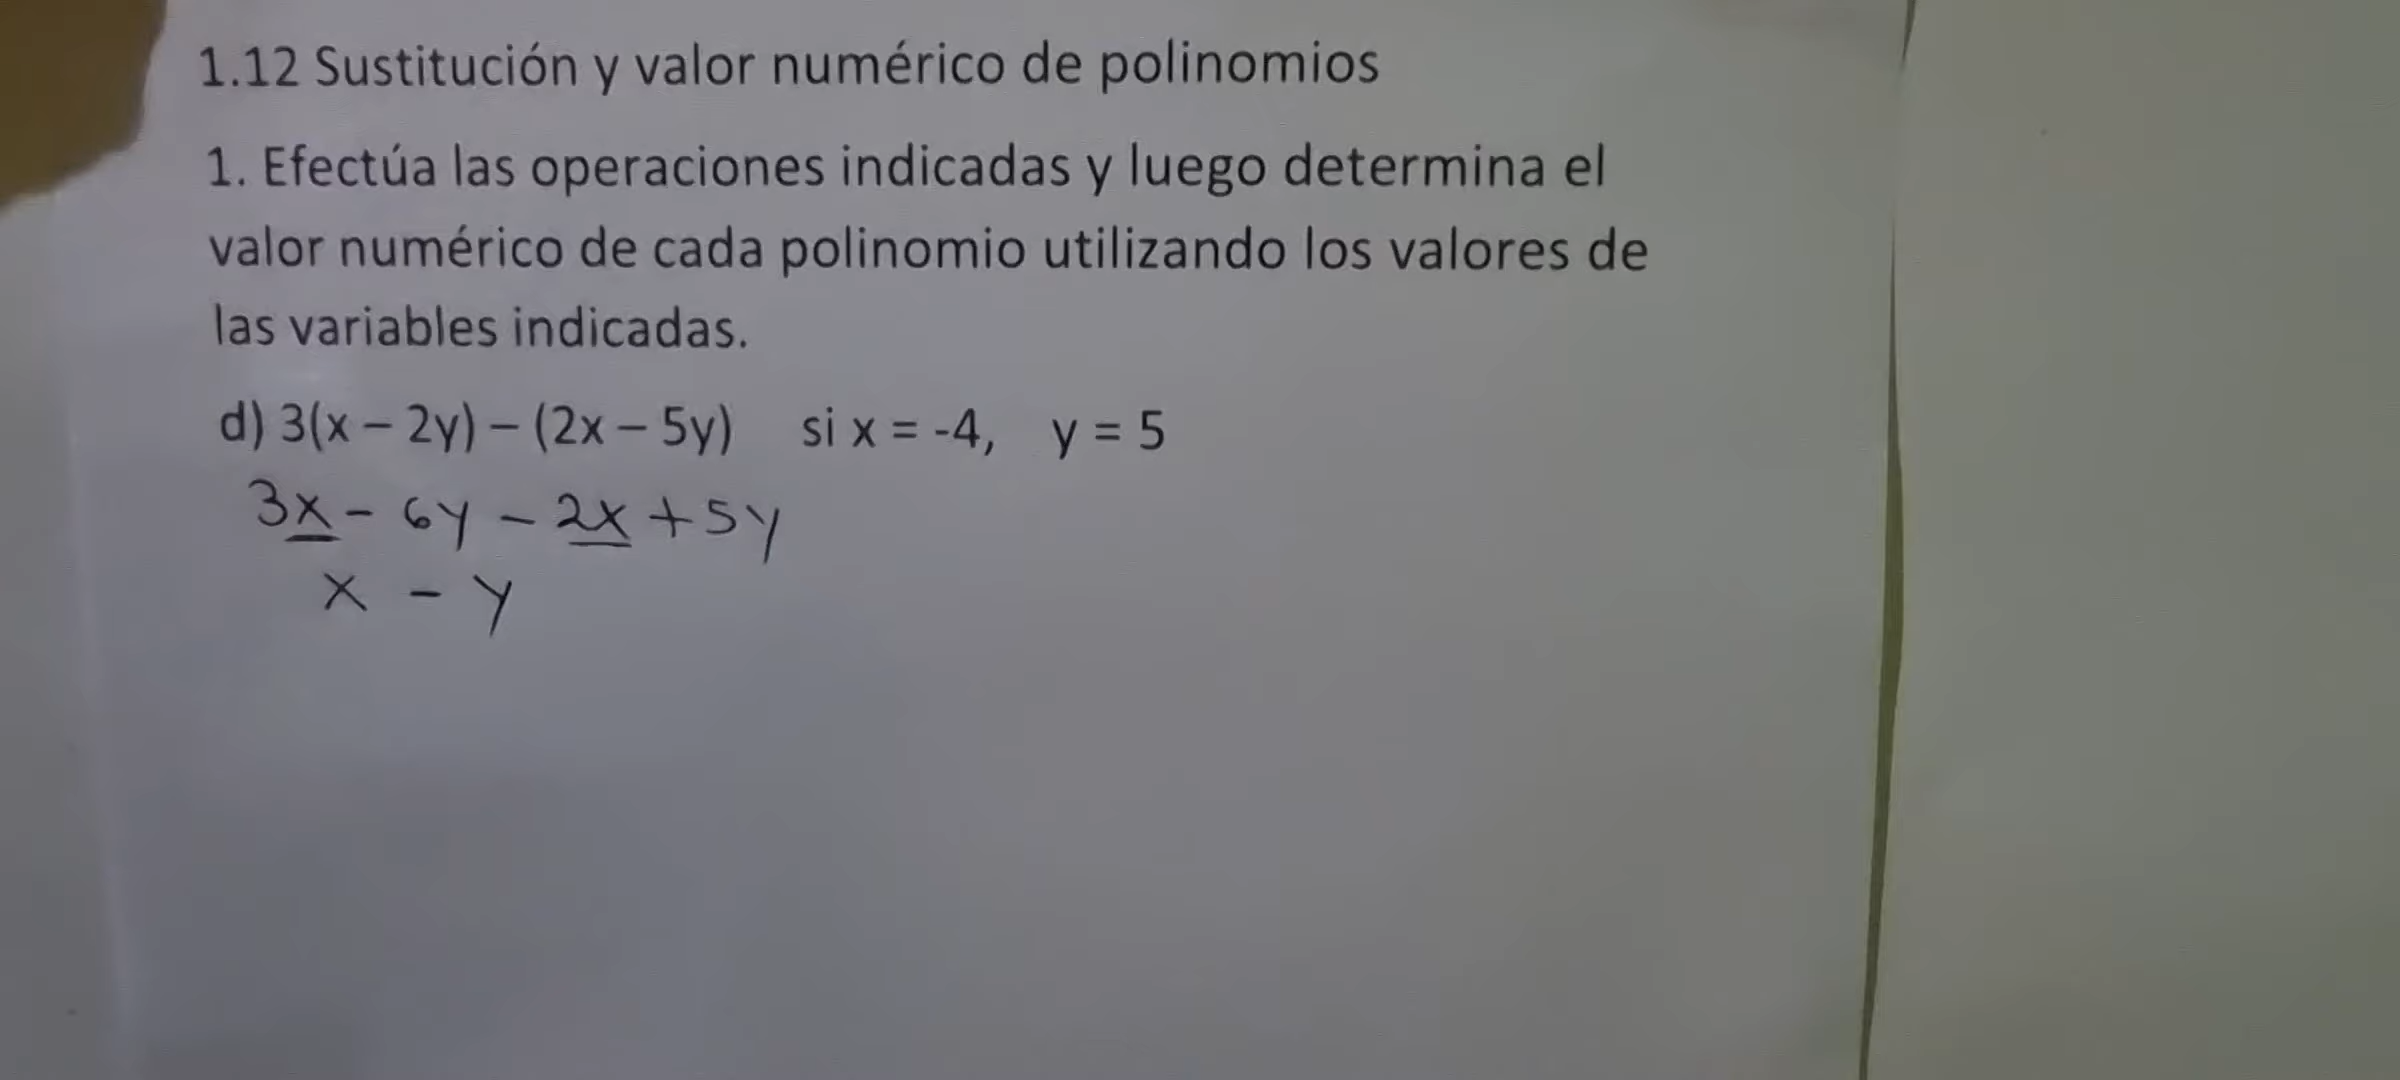 1.12 Sustitución y valor numérico de polinomios
1. Efectúa las operaciones indicadas y luego determina el
valor numérico de cada polinomio utilizando los valores de
las variables indicadas.
d) 3(x – 2y) – (2x – 5y) si x = -4, y = 5
3x - 6y - 2x + 5y
x - y